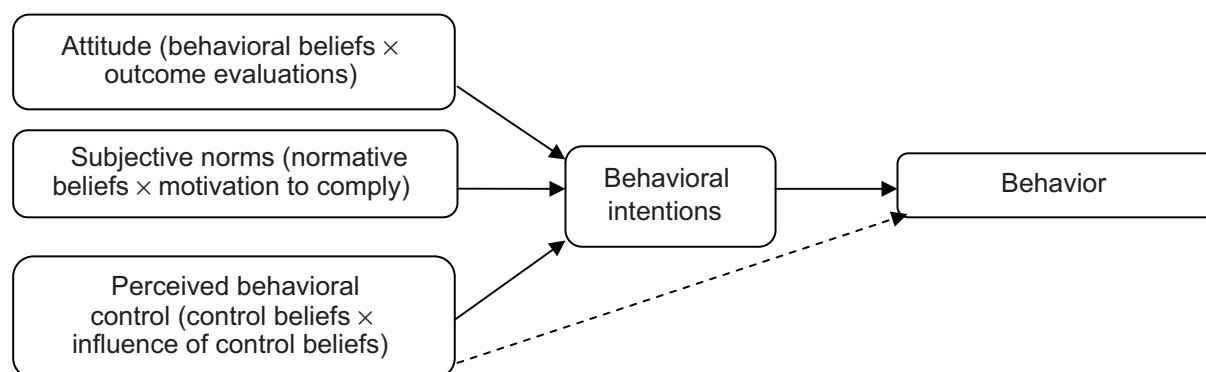 Attitude (behavioral beliefs ×
outcome evaluations)
Subjective norms (normative
beliefs × motivation to comply)
Perceived behavioral
control (control beliefs ×
influence of control beliefs)
Behavioral
intentions
Behavior